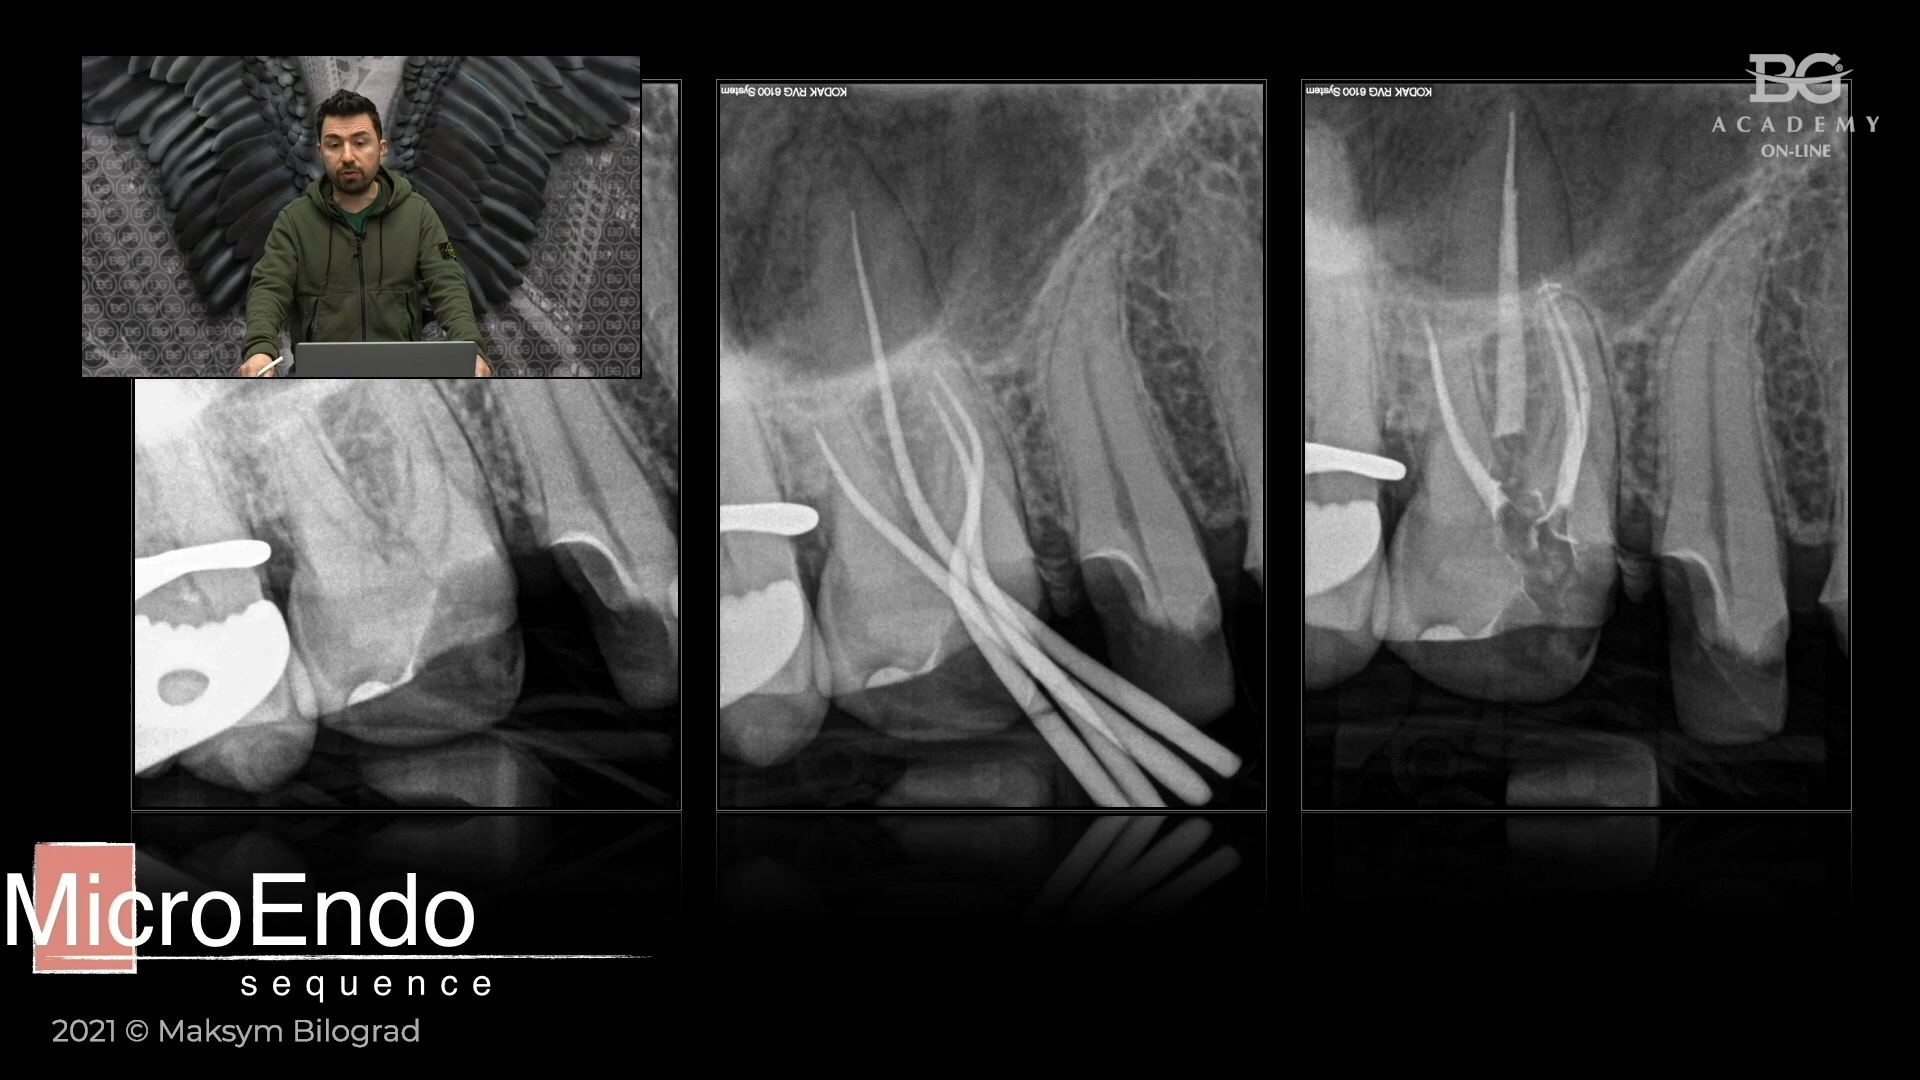 KODAK RVG 6100 System
KODAK RVG 6100 System
BG®
ACADEMY
ON-LINE
MicroEndo
sequence
2021 © Maksym Bilograd